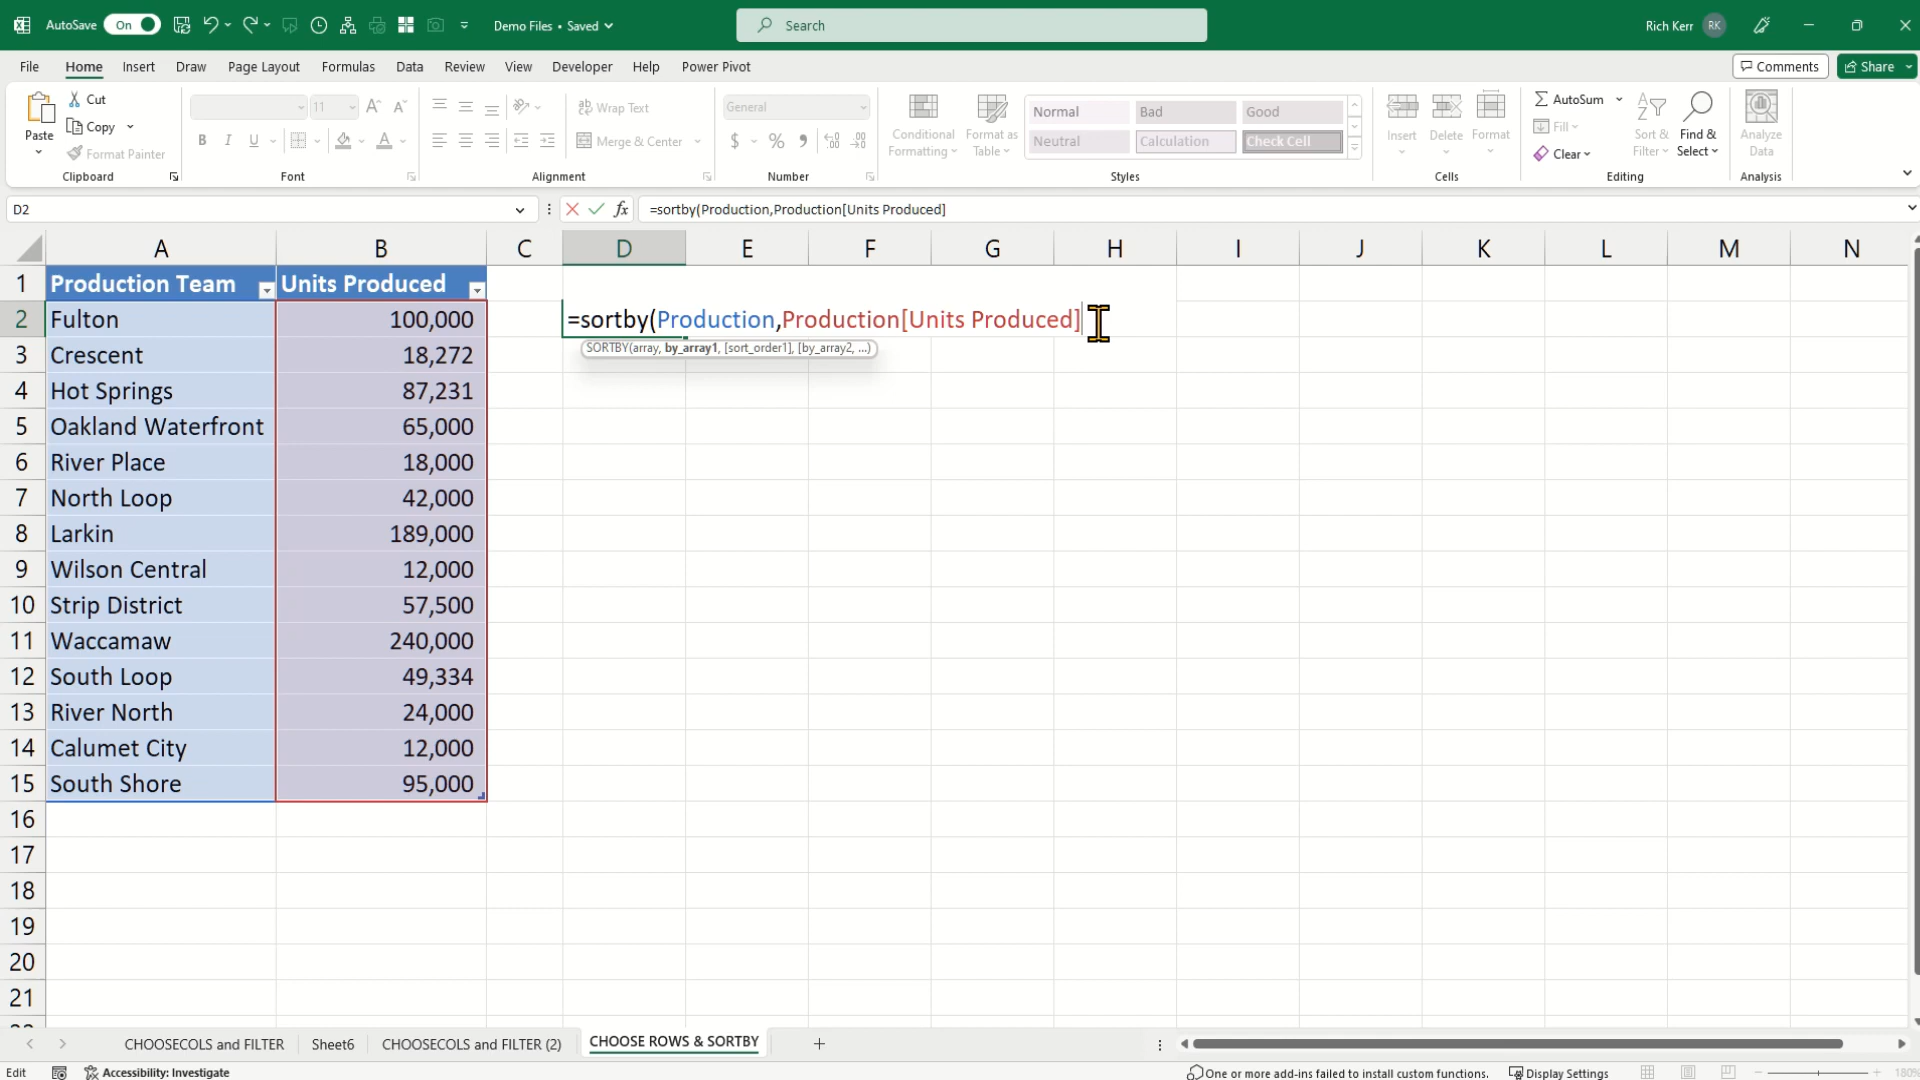 AutoSave On Demo Files • Saved Search Rich Kerr RK
File Home Insert Draw Page Layout Formulas Data Review View Developer Help Power Pivot Comments Share
Paste Cut Copy Format Painter
11 B I U
Wrap Text Merge & Center
General $ % ,
Conditional Formatting Format as Table
Normal Bad Good
Neutral Calculation Check Cell
Insert Delete Format
AutoSum Fill Clear
Sort & Filter Find & Select
Analyze Data
Clipboard Font Alignment Number Styles Cells Editing Analysis
D2 fx =sortby(Production,Production[Units Produced]
A B C D E F G H I J K L M N
1 Production Team Units Produced
2 Fulton 100,000 =sortby(Production,Production[Units Produced]
SORTBY(array, by_array1, [sort_order1], [by_array2, ...)
3 Crescent 18,272
4 Hot Springs 87,231
5 Oakland Waterfront 65,000
6 River Place 18,000
7 North Loop 42,000
8 Larkin 189,000
9 Wilson Central 12,000
10 Strip District 57,500
11 Waccamaw 240,000
12 South Loop 49,334
13 River North 24,000
14 Calumet City 12,000
15 South Shore 95,000
16
17
18
19
20
21
CHOOSECOLS and FILTER Sheet6 CHOOSECOLS and FILTER (2) CHOOSE ROWS & SORTBY
Edit Accessibility: Investigate One or more add-ins failed to install custom functions. Display Settings 180%